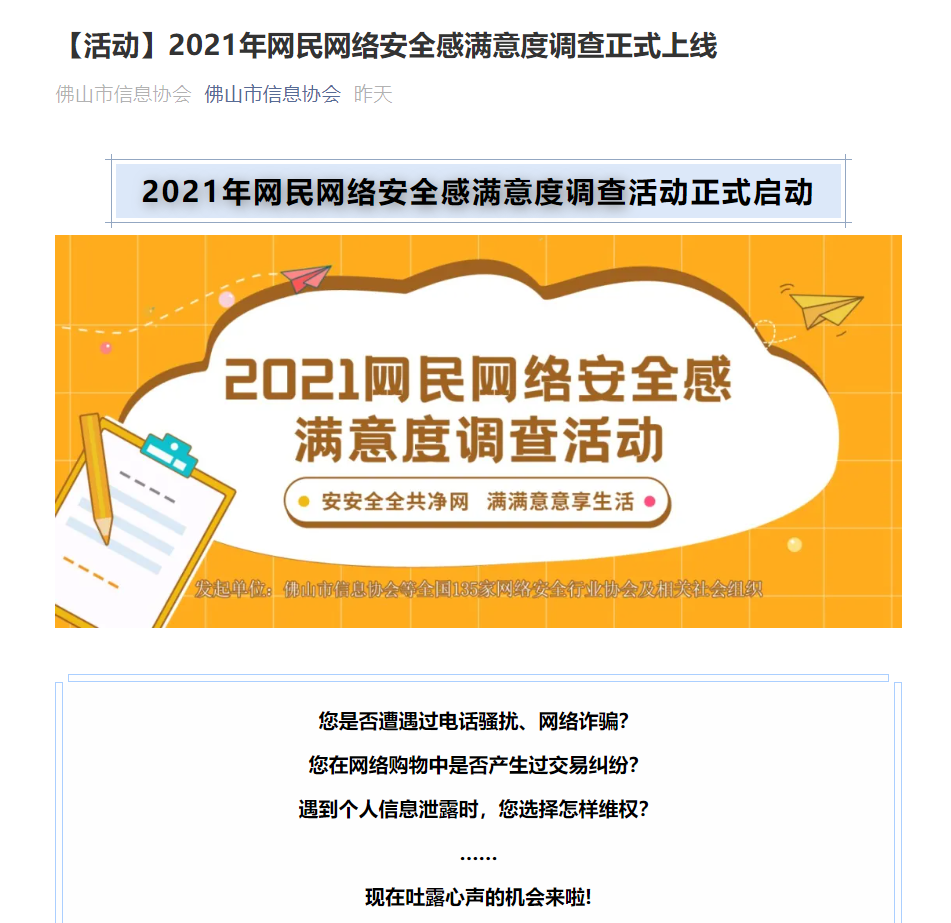 【活动】2021年网民网络安全感满意度调查正式上线
佛山市信息协会 佛山市信息协会 昨天
2021年网民网络安全感满意度调查活动正式启动
2021网民网络安全感
满意度调查活动
安安全全共净网 满满意意享生活
发起单位：佛山市信息协会等全国135家网络安全行业协会及相关社会组织
您是否遭遇过电话骚扰、网络诈骗?
您在网络购物中是否产生过交易纠纷?
遇到个人信息泄露时，您选择怎样维权?
······
现在吐露心声的机会来啦!